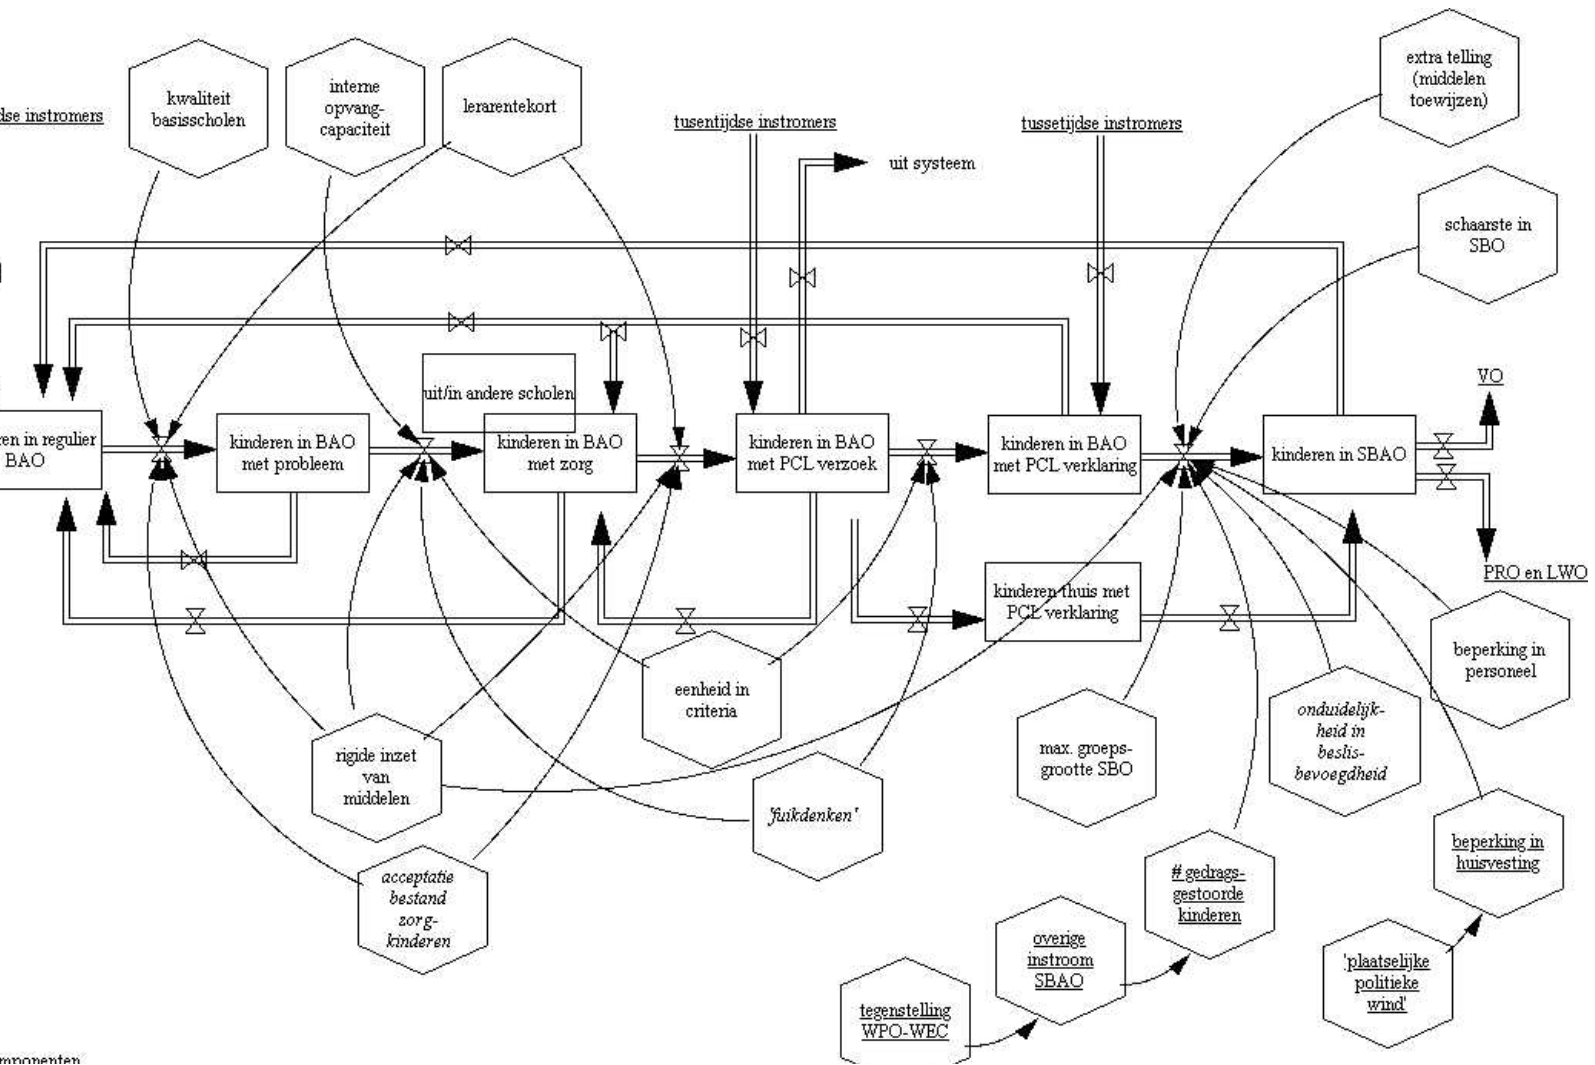 extra telling
(middelen
toewijzen)
kwaliteit
basisscholen
interne
opvang-
capaciteit
lerarentekort
dse instromers
tusentijdse instromers
tussetijdse instromers
uit systeem
schaarste in
SBO
VO
uit/in andere scholen
ren in regulier
BAO
kinderen in BAO
met probleem
kinderen in BAO
met zorg
kinderen in BAO
met PCL verzoek
kinderen in BAO
met PCL verklaring
kinderen in SBAO
PRO en LWO
kinderen thuis met
PCL verklaring
beperking in
personeel
eenheid in
criteria
onduidelijk-
heid in
beslis-
bevoegdheid
max. groeps-
grootte SBO
rigide inzet
van
middelen
'fuikdenken'
beperking in
huisvesting
acceptatie
bestand
zorg-
kinderen
# gedrags-
gestoorde
kinderen
overige
instroom
SBAO
'plaatselijke
politieke
wind'
tegenstelling
WPO-WEC
mponenten